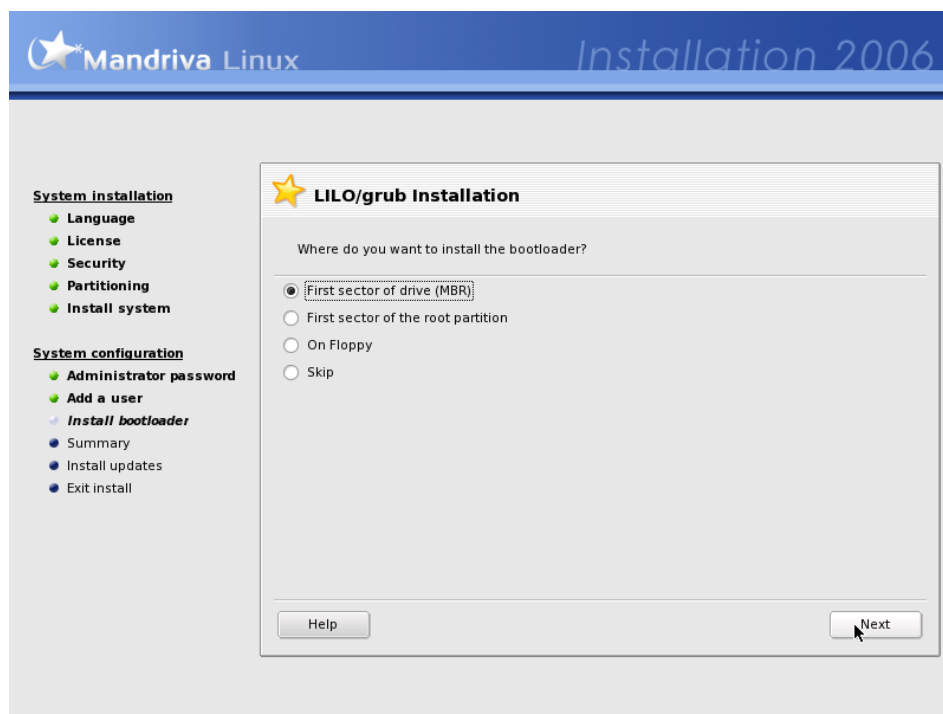 Mandriva Linux
Installation 2006
System installation
Language
License
Security
Partitioning
Install system
System configuration
Administrator password
Add a user
Install bootloader
Summary
Install updates
Exit install
LILO/grub Installation
Where do you want to install the bootloader?
First sector of drive (MBR)
First sector of the root partition
On Floppy
Skip
Help
Next